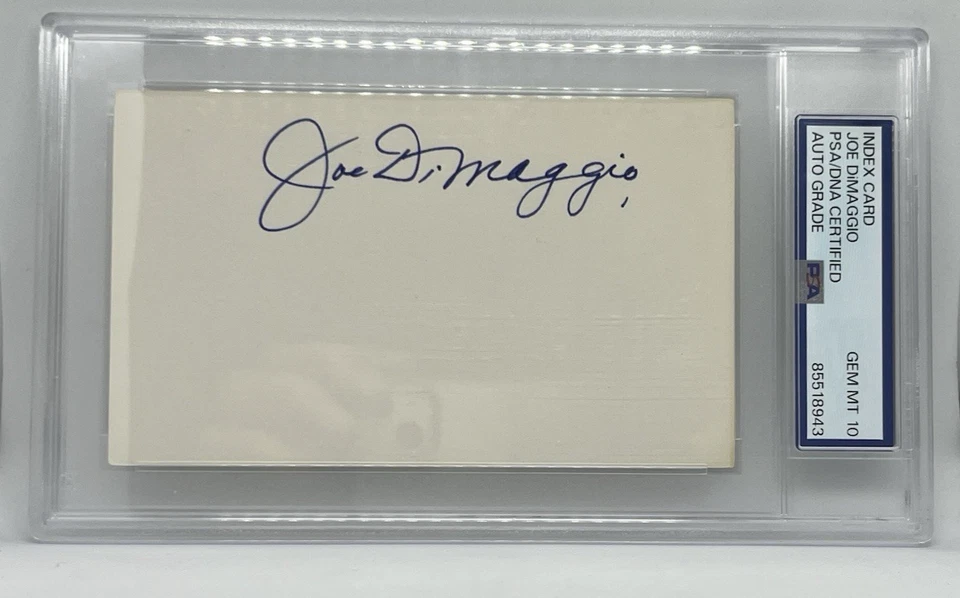 Joe DiMaggio,
INDEX CARD
JOE DiMAGGIO
PSA/DNA CERTIFIED
AUTO GRADE GEM MT 10
85518943
PSA